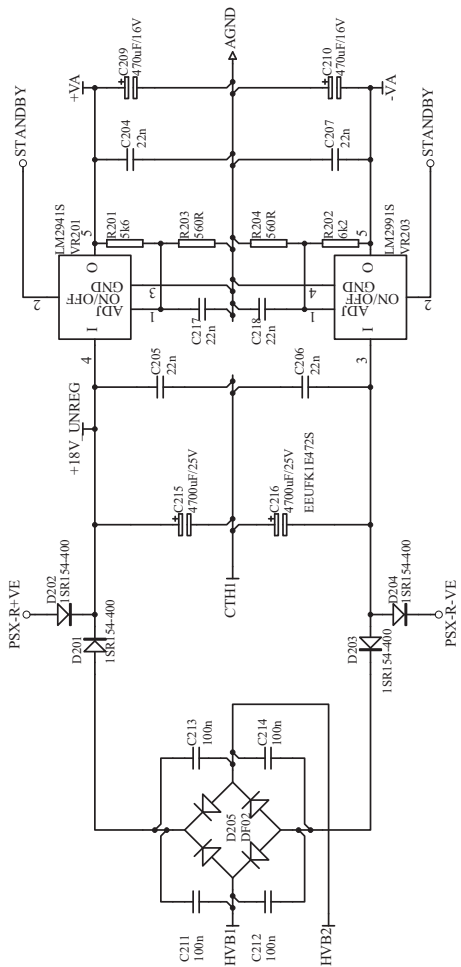 STANDBY
+VA
C209
470uF/16V
AGND
C210
470uF/16V
-VA
STANDBY
C204
22n
C207
22n
LM2941S
VR201
5
R201
5k6
R203
560R
R204
560R
R202
6k2
5
LM2991S
VR203
2
O
GND
ON/OFF
ADJ
I
3
1
4
C217
22n
C218
22n
4
1
O
GND
ON/OFF
ADJ
I
2
3
C205
22n
C206
22n
+18V_UNREG
C215
4700uF/25V
C216
4700uF/25V
EEUFK1E472S
CTH1
PSX-R+VE
D202
1SR154-400
D201
1SR154-400
D204
1SR154-400
PSX-R-VE
D203
1SR154-400
C213
100n
C214
100n
D205
DF02
C211
100n
C212
100n
HVB1
HVB2